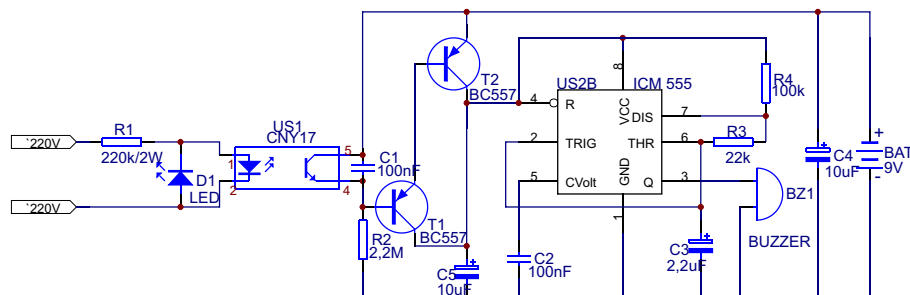 `220V
R1
220k/2W
D1
LED
`220V
US1
CNY17
1
2
5
4
C1
100nF
R2
2,2M
T1
BC557
T2
BC557
C5
10uF
+
US2B
ICM 555
4
R
2
TRIG
5
CVolt
8
VCC
GND
1
DIS
7
THR
6
Q
3
C2
100nF
R3
22k
R4
100k
C3
2,2uF
+
BZ1
BUZZER
C4
10uF
+
BAT
9V
+
-